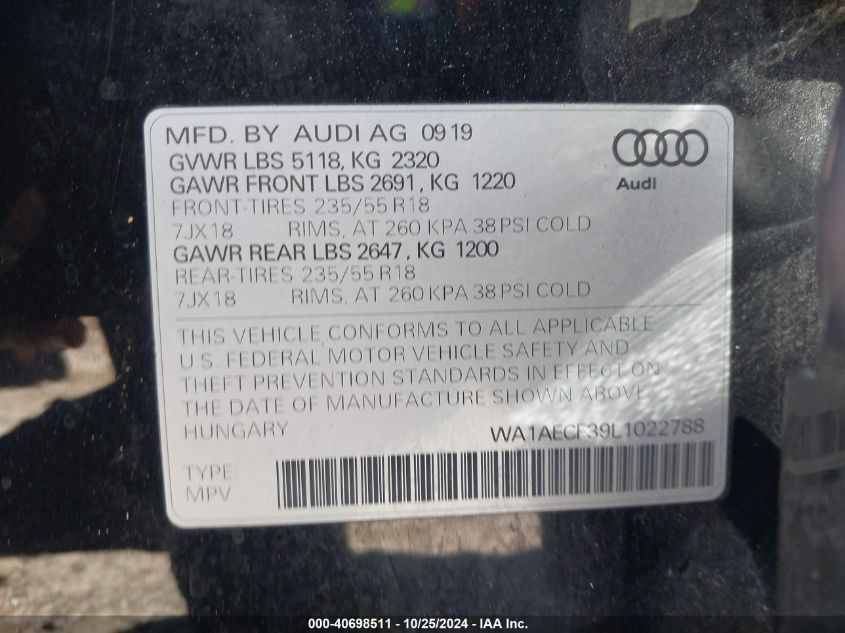 MFD. BY AUDI AG 09 19
GVWR LBS 5118, KG 2320
GAWR FRONT LBS 2691, KG 1220
FRONT-TIRES 235/55 R18
7JX18 RIMS, AT 260 KPA 38 PSI COLD
GAWR REAR LBS 2647, KG 1200
REAR-TIRES 235/55 R18
7JX18 RIMS, AT 260 KPA 38 PSI COLD
Audi
THIS VEHICLE CONFORMS TO ALL APPLICABLE
U.S. FEDERAL MOTOR VEHICLE SAFETY AND
THEFT PREVENTION STANDARDS IN EFFECT ON
THE DATE OF MANUFACTURE SHOWN ABOVE
HUNGARY WA1AECF39L1022788
TYPE
MPV
000-40698511 - 10/25/2024 - IAA Inc.